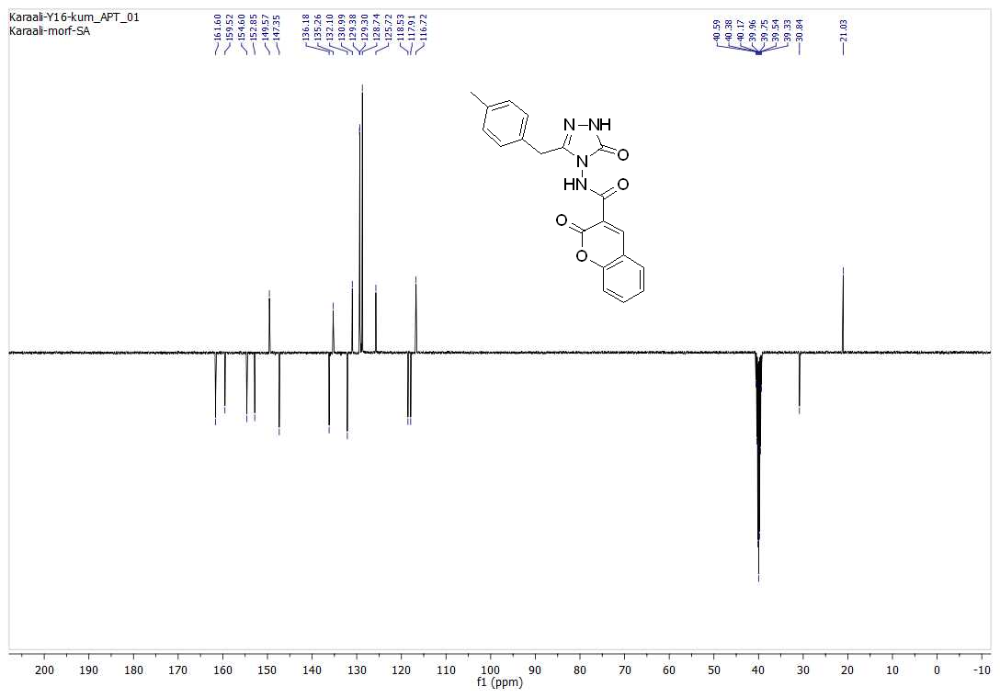 Karaali-Y16-kum_APT_01
Karaali-morf-SA
161.60
159.52
154.60
152.85
149.57
147.35
136.18
135.26
132.10
130.99
129.38
129.30
128.74
125.72
118.53
117.91
116.72
40.59
40.38
40.17
39.96
39.75
39.54
39.33
30.84
21.03
N NH
N O
HN O
O
O
200 190 180 170 160 150 140 130 120 110 100 90 80 70 60 50 40 30 20 10 0 -10
f1 (ppm)